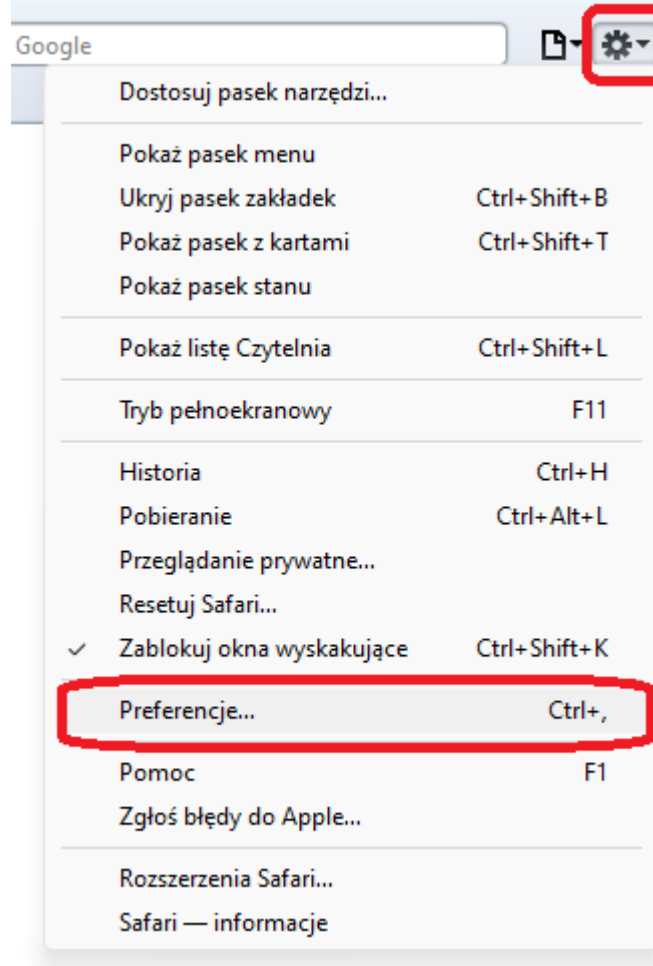 Google
Dostosuj pasek narzędzi...
Pokaż pasek menu
Ukryj pasek zakładek Ctrl+Shift+B
Pokaż pasek z kartami Ctrl+Shift+T
Pokaż pasek stanu
Pokaż listę Czytelnia Ctrl+Shift+L
Tryb pełnoekranowy F11
Historia Ctrl+H
Pobieranie Ctrl+Alt+L
Przeglądanie prywatne...
Resetuj Safari...
Zablokuj okna wyskakujące Ctrl+Shift+K
Preferencje... Ctrl+,
Pomoc F1
Zgłoś błędy do Apple...
Rozszerzenia Safari...
Safari — informacje